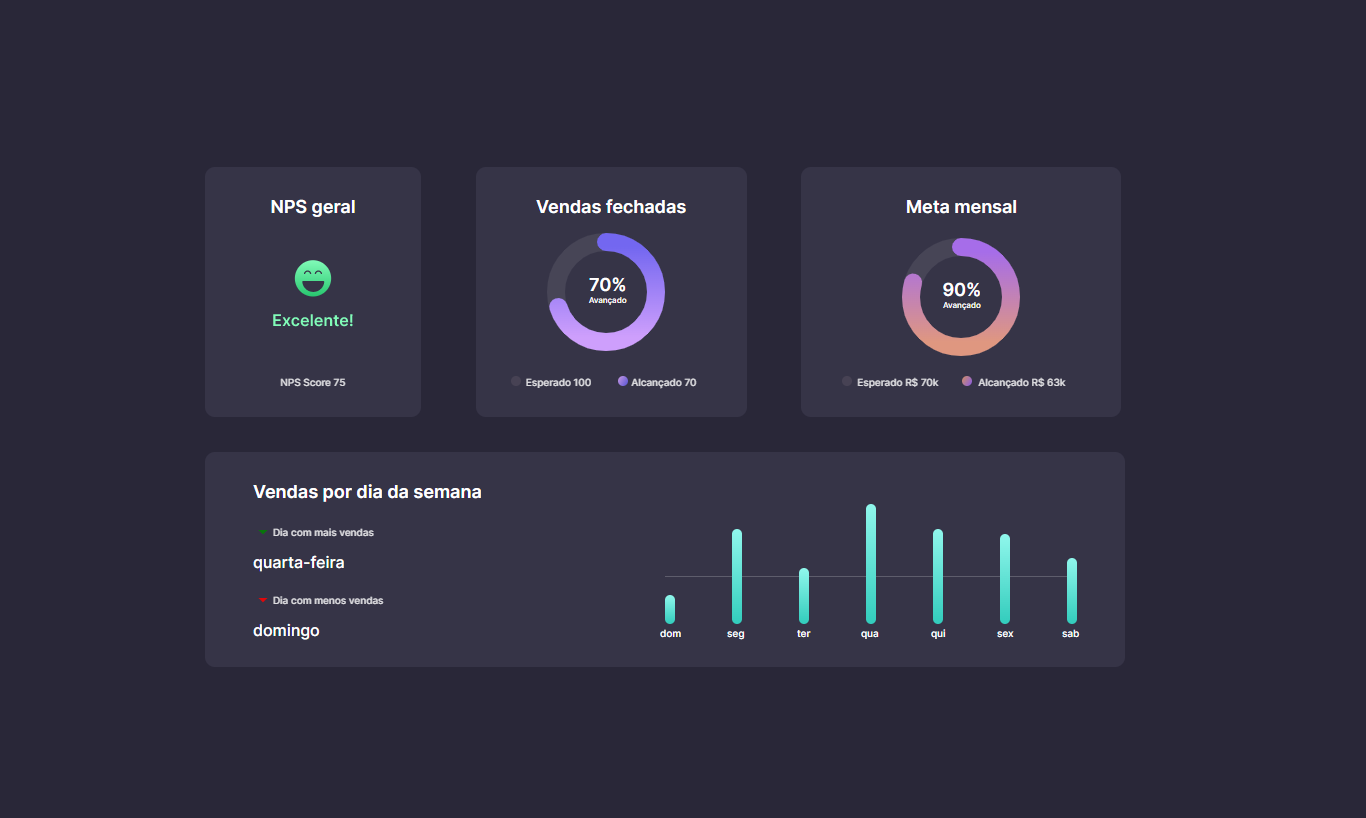 NPS geral
Excelente!
NPS Score 75
Vendas fechadas
70%
Avançado
Esperado 100
Alcançado 70
Meta mensal
90%
Avançado
Esperado R$ 70k
Alcançado R$ 63k
Vendas por dia da semana
Dia com mais vendas
quarta-feira
Dia com menos vendas
domingo
dom seg ter qua qui sex sab